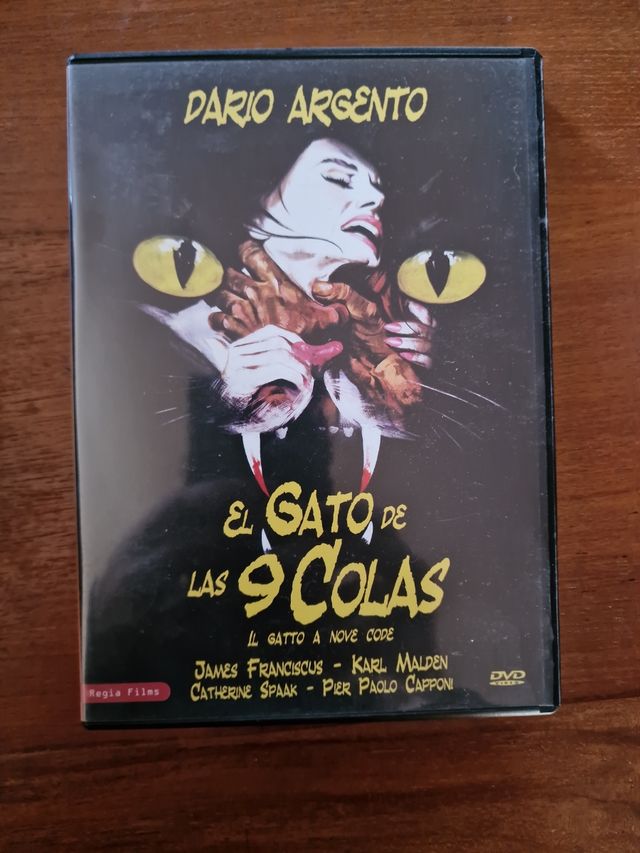 DARIO ARGENTO
EL GATO DE
LAS 9 COLAS
IL GATTO A NOVE CODE
JAMES FRANCISCUS - KARL MALDEN
CATHERINE SPAAK - PIER PAOLO CAPPONI
Regia Films
DVD
VIDEO